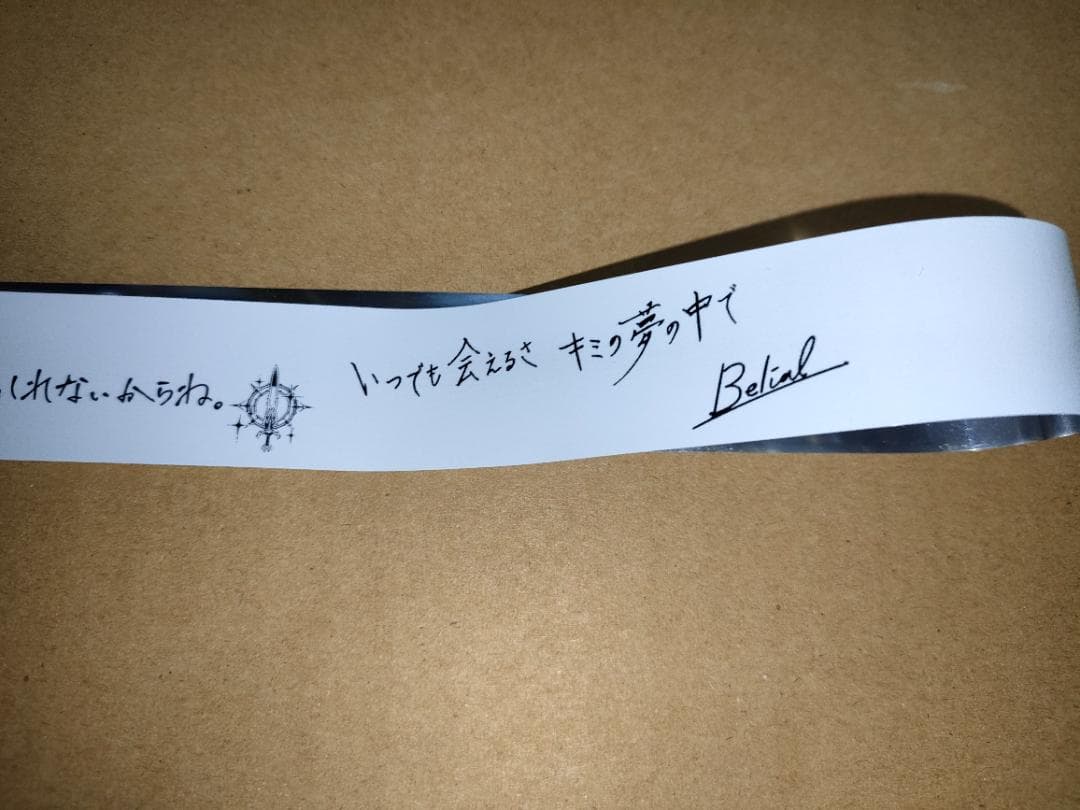 しれないからね。
いつでも会えるさ キミの夢の中で
Belial